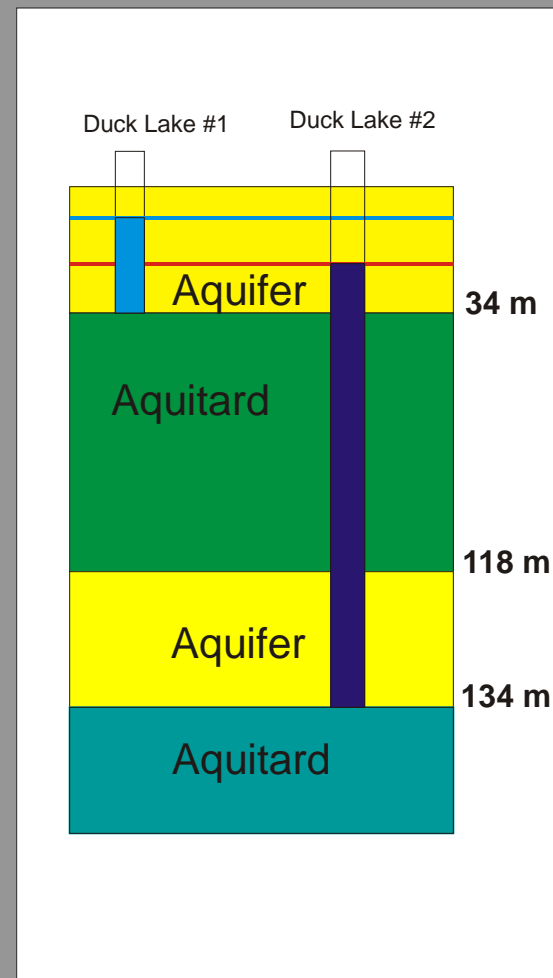 Duck Lake #1
Duck Lake #2
Aquifer
34 m
Aquitard
118 m
Aquifer
134 m
Aquitard